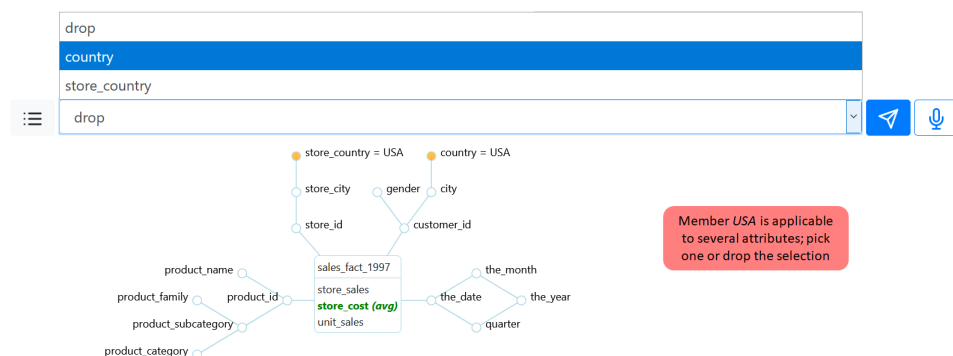 drop
country
store_country
drop
store_country = USA
country = USA
store_city
gender
city
store_id
customer_id
Member USA is applicable
to several attributes; pick
one or drop the selection
product_name
sales_fact_1997
the_month
product_family
product_id
store_sales
store_cost (avg)
unit_sales
the_date
the_year
product_subcategory
quarter
product_category